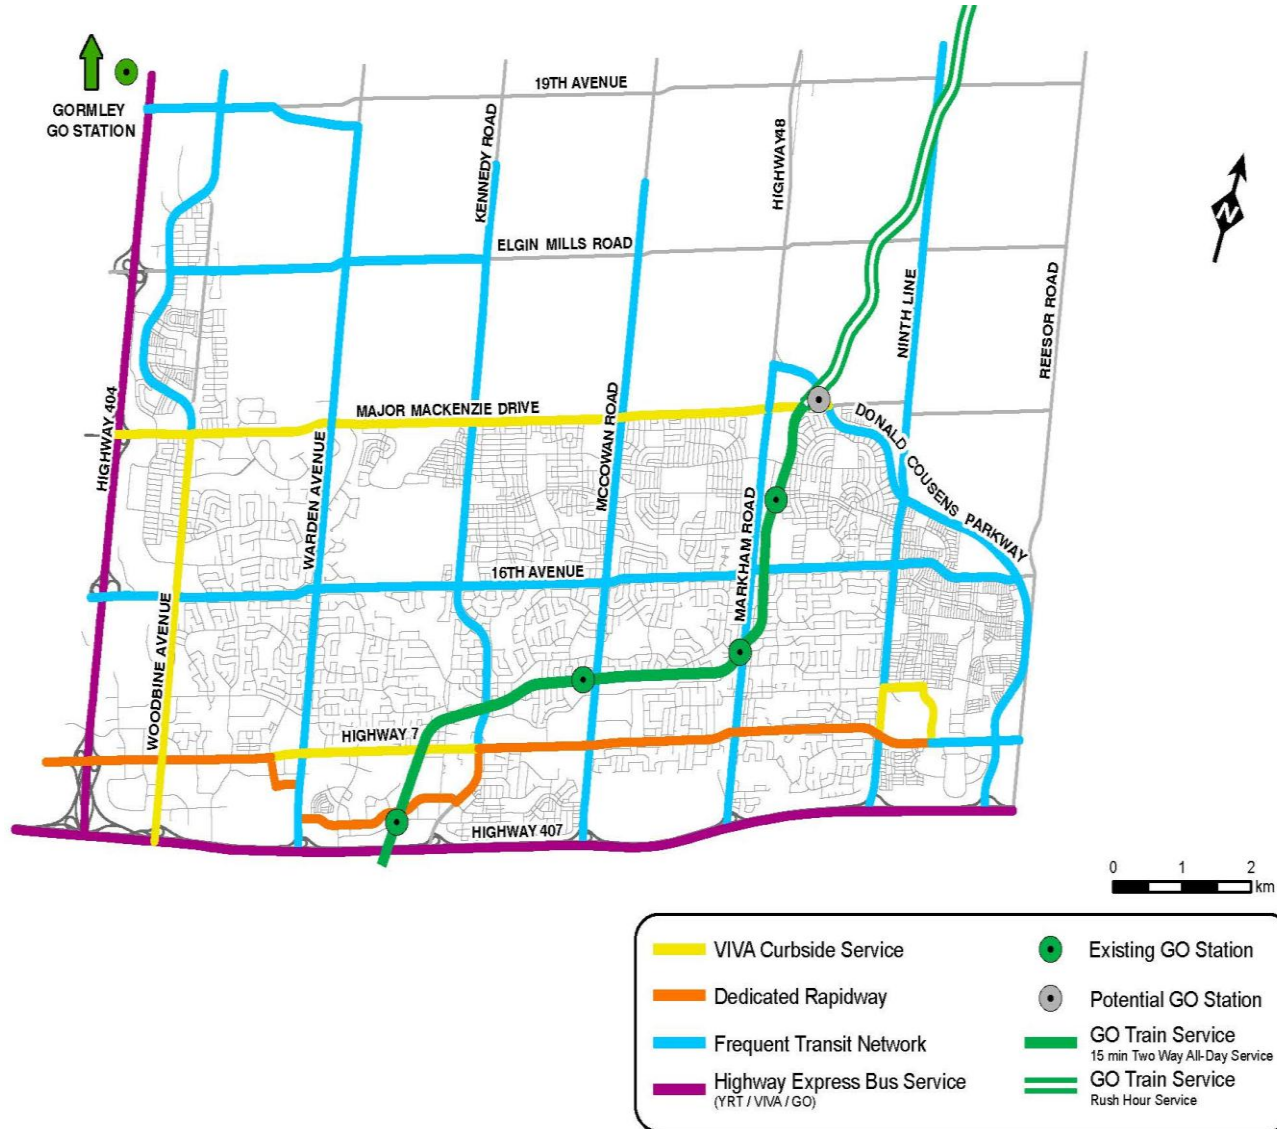 19TH AVENUE
GORMLEY
GO STATION
KENNEDY ROAD
HIGHWAY48
N
ELGIN MILLS ROAD
NINTH LINE
REESOR ROAD
HIGHWAY 404
MAJOR MACKENZIE DRIVE
WARDEN AVENUE
MCCOWAN ROAD
DONALD COUSENS PARKWAY
MARKHAM ROAD
16TH AVENUE
WOODBINE AVENUE
HIGHWAY 7
HIGHWAY 407
0 1 2
km
VIVA Curbside Service
Dedicated Rapidway
Frequent Transit Network
Highway Express Bus Service
(YRT / VIVA / GO)
Existing GO Station
Potential GO Station
GO Train Service
15 min Two Way All-Day Service
GO Train Service
Rush Hour Service